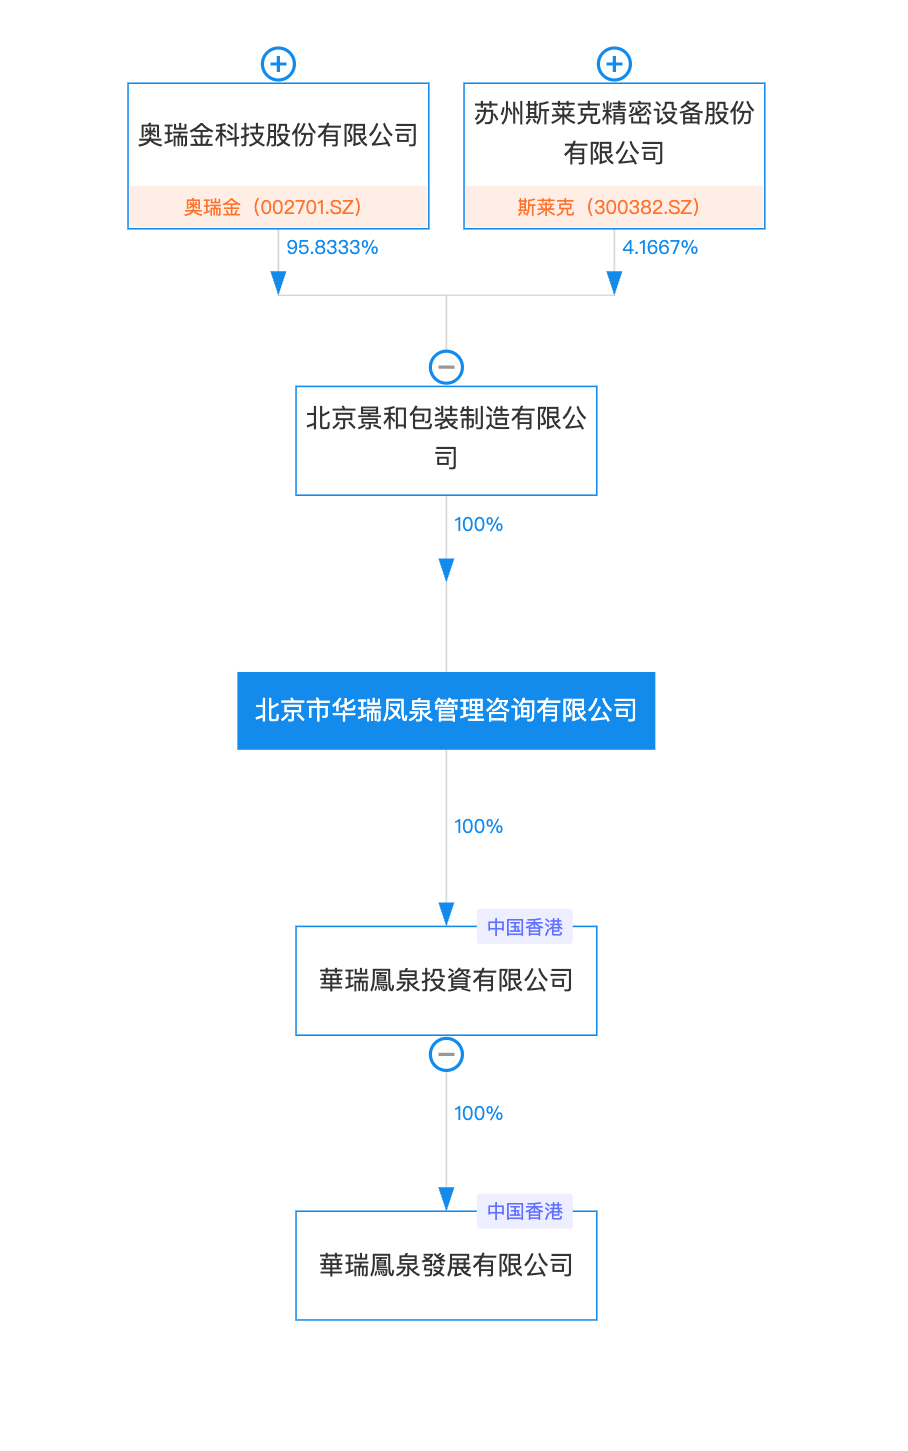 奥瑞金科技股份有限公司
奥瑞金（002701.SZ）
苏州斯莱克精密设备股份
有限公司
斯莱克（300382.SZ）
95.8333%
4.1667%
北京景和包装制造有限公
司
100%
北京市华瑞凤泉管理咨询有限公司
100%
中国香港
華瑞鳳泉投資有限公司
100%
中国香港
華瑞鳳泉發展有限公司